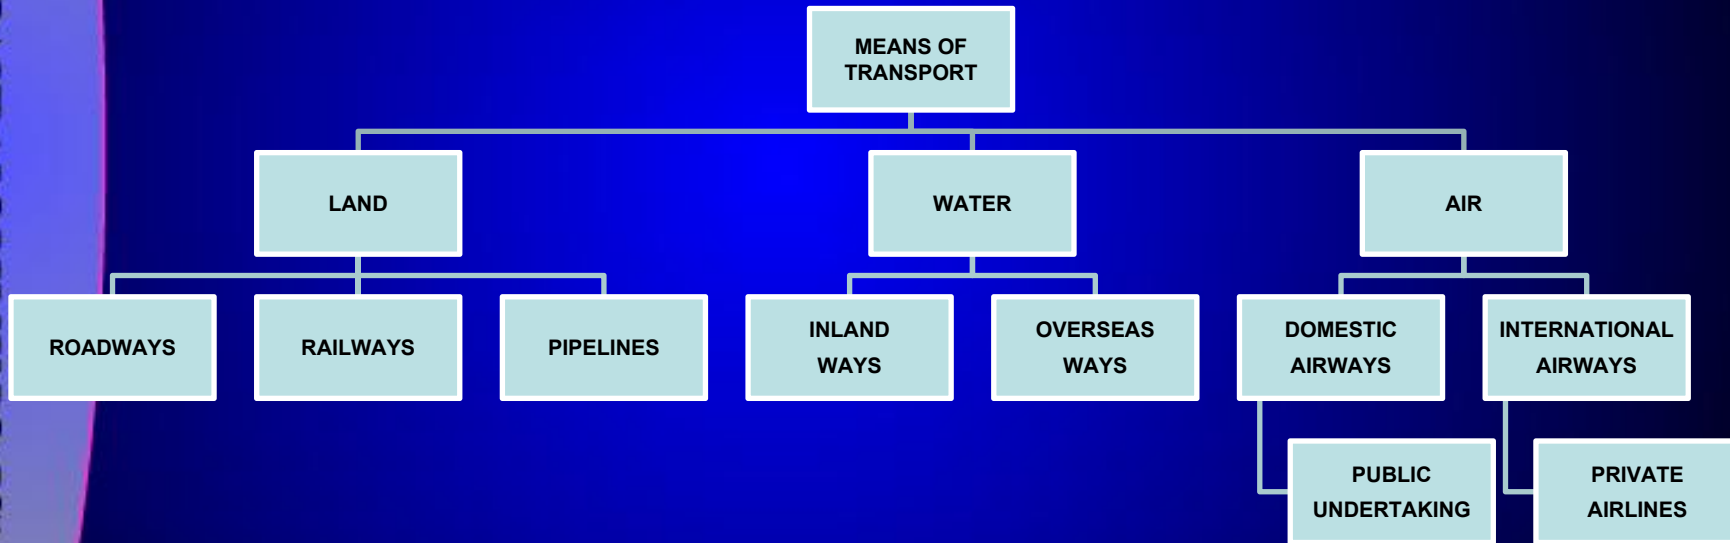 MEANS OF
TRANSPORT
LAND
WATER
AIR
ROADWAYS
RAILWAYS
PIPELINES
INLAND
WAYS
OVERSEAS
WAYS
DOMESTIC
AIRWAYS
INTERNATIONAL
AIRWAYS
PUBLIC
UNDERTAKING
PRIVATE
AIRLINES